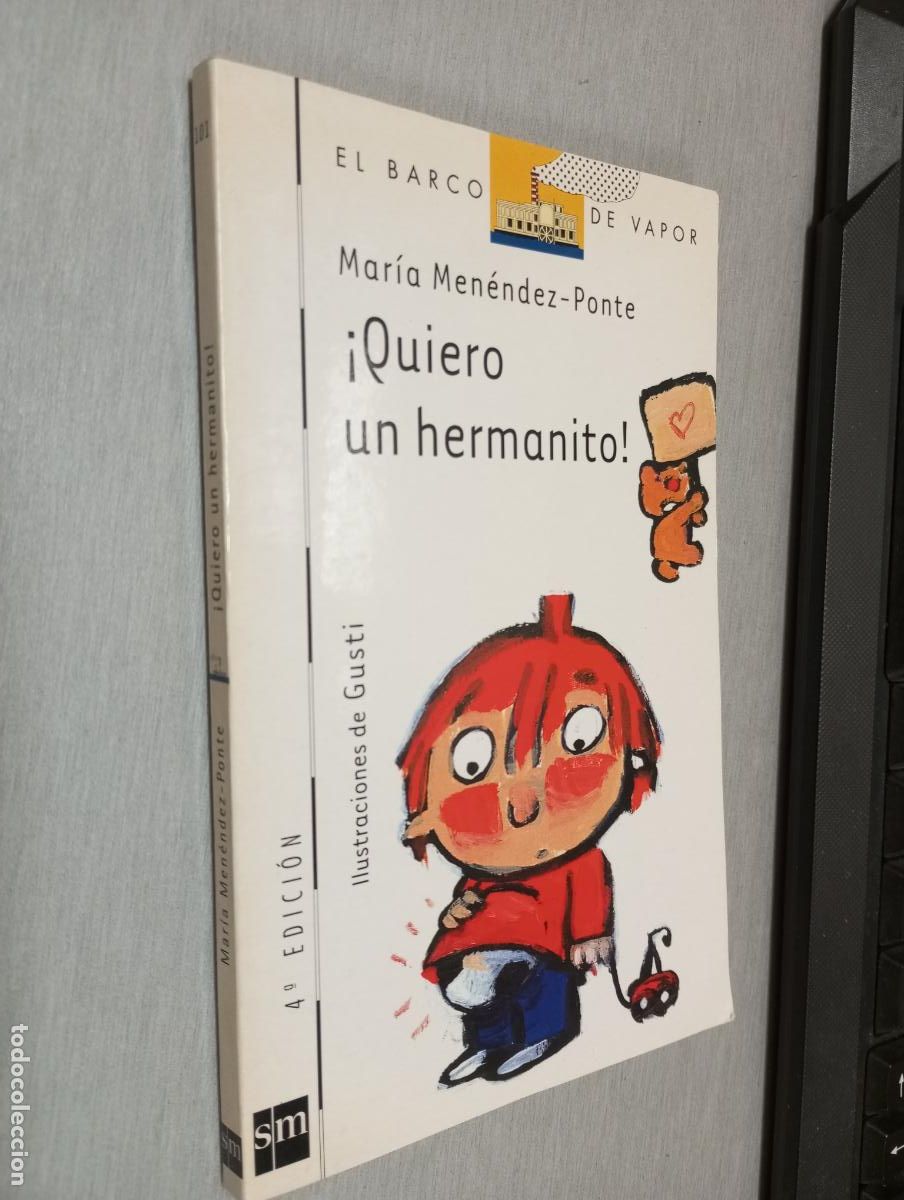 EL BARCO DE VAPOR
María Menéndez-Ponte
¡Quiero
un hermanito!
Ilustraciones de Gusti
4ª EDICIÓN
sm
101
¡Quiero un hermanito!
María Menéndez-Ponte
sm
todocoleccion